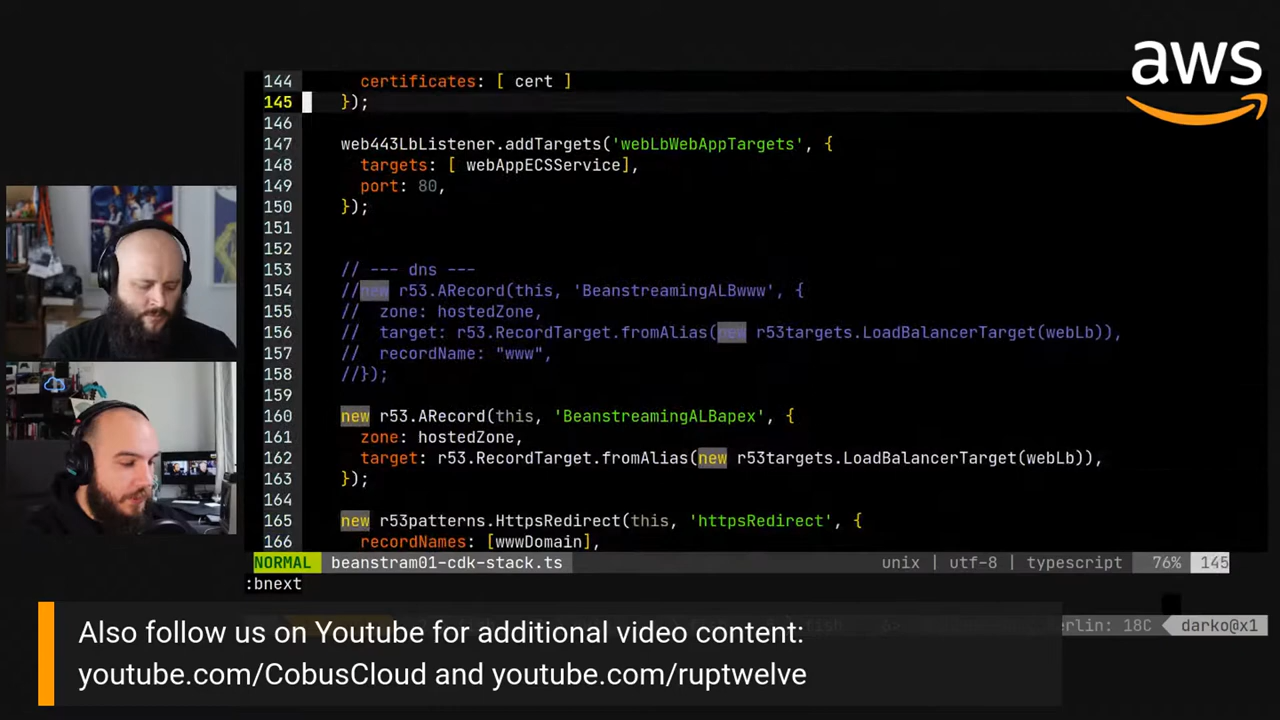 aws
144 certificates: [ cert ]
145 });
146
147 web443LbListener.addTargets('webLbWebAppTargets', {
148 targets: [ webAppECSService],
149 port: 80,
150 });
151
152
153 // --- dns ---
154 //new r53.ARecord(this, 'BeanstreamingALBwww', {
155 // zone: hostedZone,
156 // target: r53.RecordTarget.fromAlias(new r53targets.LoadBalancerTarget(webLb)),
157 // recordName: "www",
158 //});
159
160 new r53.ARecord(this, 'BeanstreamingALBapex', {
161 zone: hostedZone,
162 target: r53.RecordTarget.fromAlias(new r53targets.LoadBalancerTarget(webLb)),
163 });
164
165 new r53patterns.HttpsRedirect(this, 'httpsRedirect', {
166 recordNames: [wwwDomain],
NORMAL beanstram01-cdk-stack.ts unix | utf-8 | typescript 76% 145
:bnext
erlin: 18C darko@x1
Also follow us on Youtube for additional video content:
youtube.com/CobusCloud and youtube.com/ruptwelve